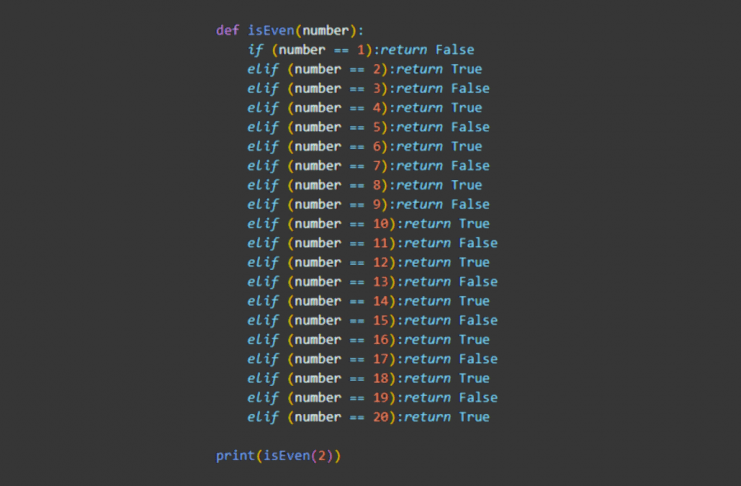 def isEven(number):
    if (number == 1):return False
    elif (number == 2):return True
    elif (number == 3):return False
    elif (number == 4):return True
    elif (number == 5):return False
    elif (number == 6):return True
    elif (number == 7):return False
    elif (number == 8):return True
    elif (number == 9):return False
    elif (number == 10):return True
    elif (number == 11):return False
    elif (number == 12):return True
    elif (number == 13):return False
    elif (number == 14):return True
    elif (number == 15):return False
    elif (number == 16):return True
    elif (number == 17):return False
    elif (number == 18):return True
    elif (number == 19):return False
    elif (number == 20):return True
print(isEven(2))